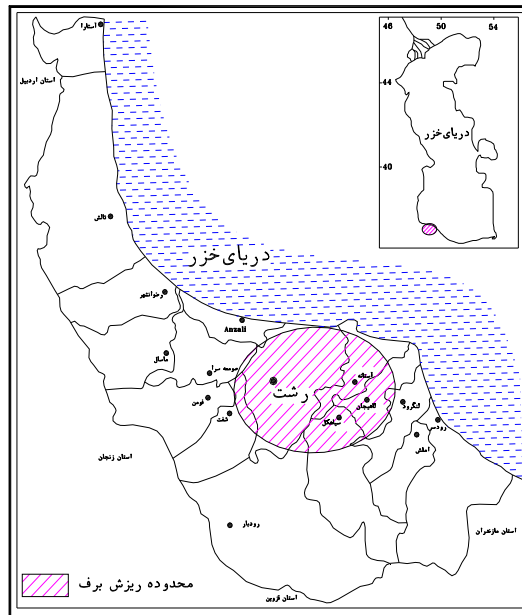 46 50 54
44
دریای خزر
40
آستارا
استان اردبیل
تالش
دریای خزر
رضوانشهر
Anzali
ماسال
صومعه سرا
رشت
آستانه
فومن
لاهیجان
لنگرود
شفت
سیاهکل
رودسر
املش
استان زنجان
رودبار
استان مازندران
محدوده ریزش برف
استان قزوین